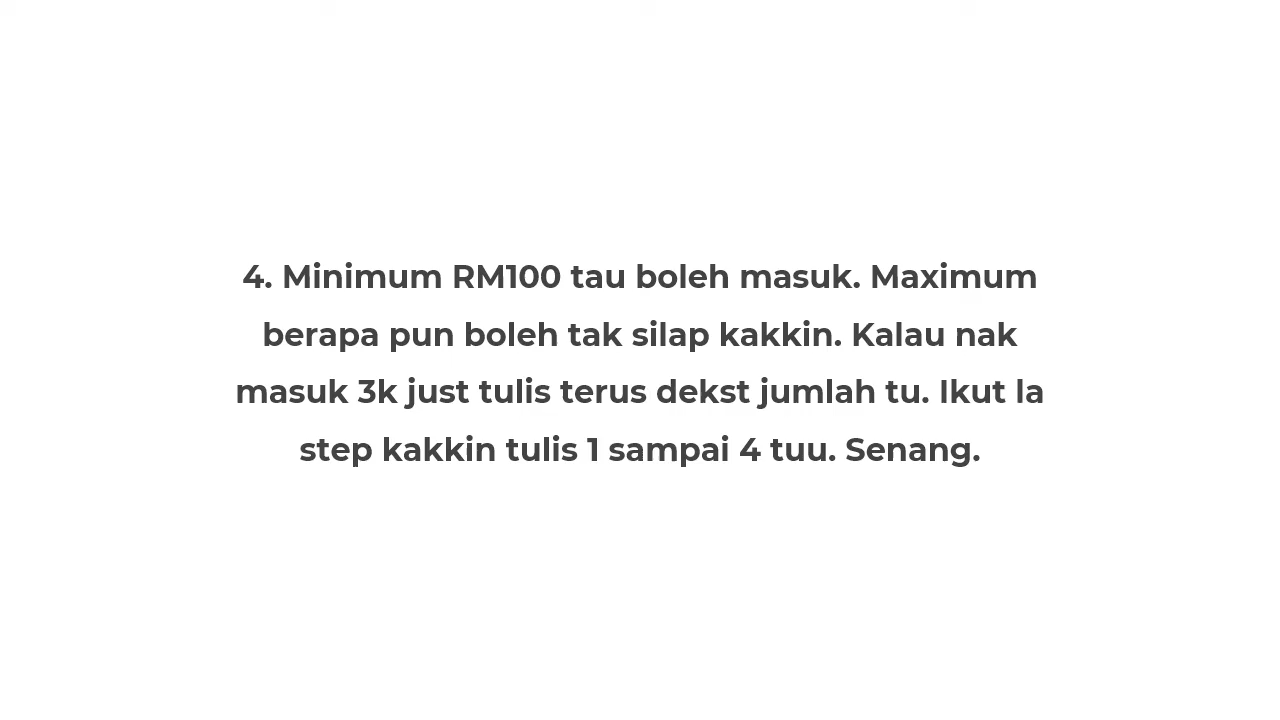 4. Minimum RM100 tau boleh masuk. Maximum
berapa pun boleh tak silap kakkin. Kalau nak
masuk 3k just tulis terus dekst jumlah tu. Ikut la
step kakkin tulis 1 sampai 4 tuu. Senang.